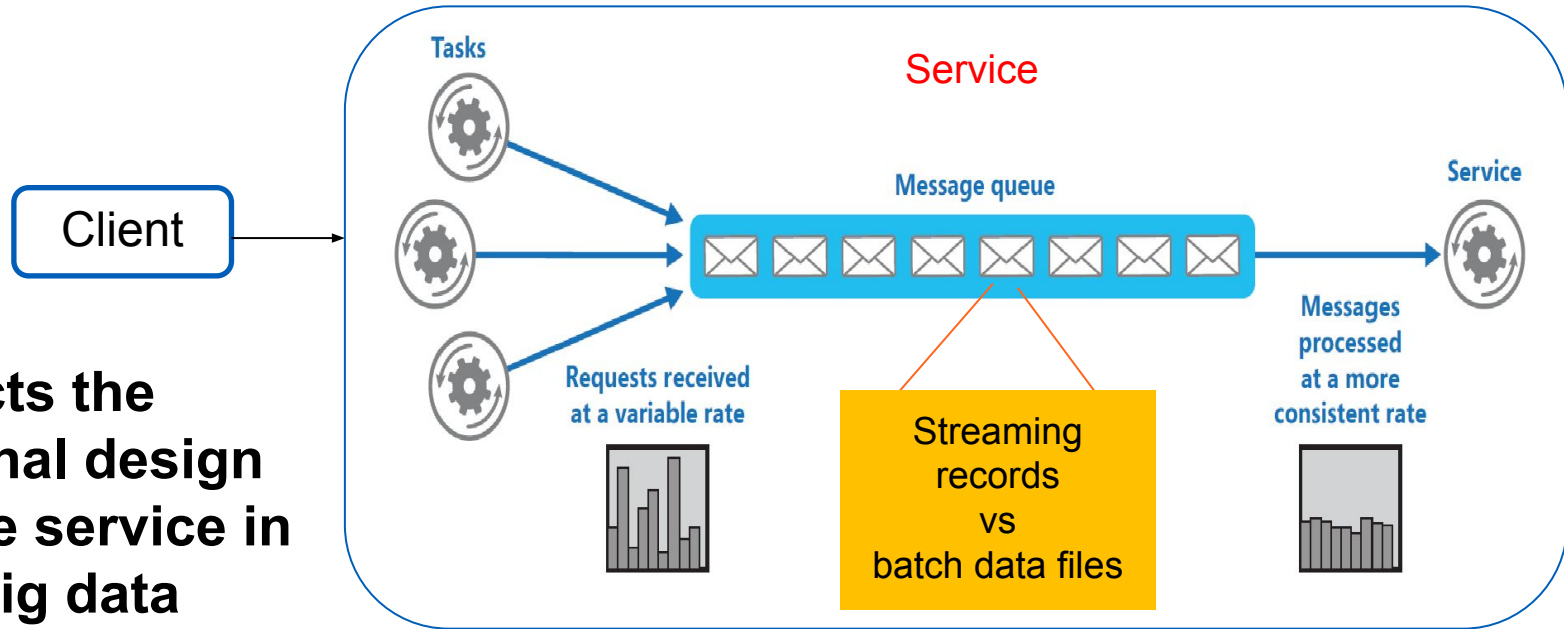 Tasks
Service
Client
Message queue
Service
Requests received
at a variable rate
Streaming
records
vs
batch data files
Messages
processed
at a more
consistent rate
cts the
nal design
e service in
ig data